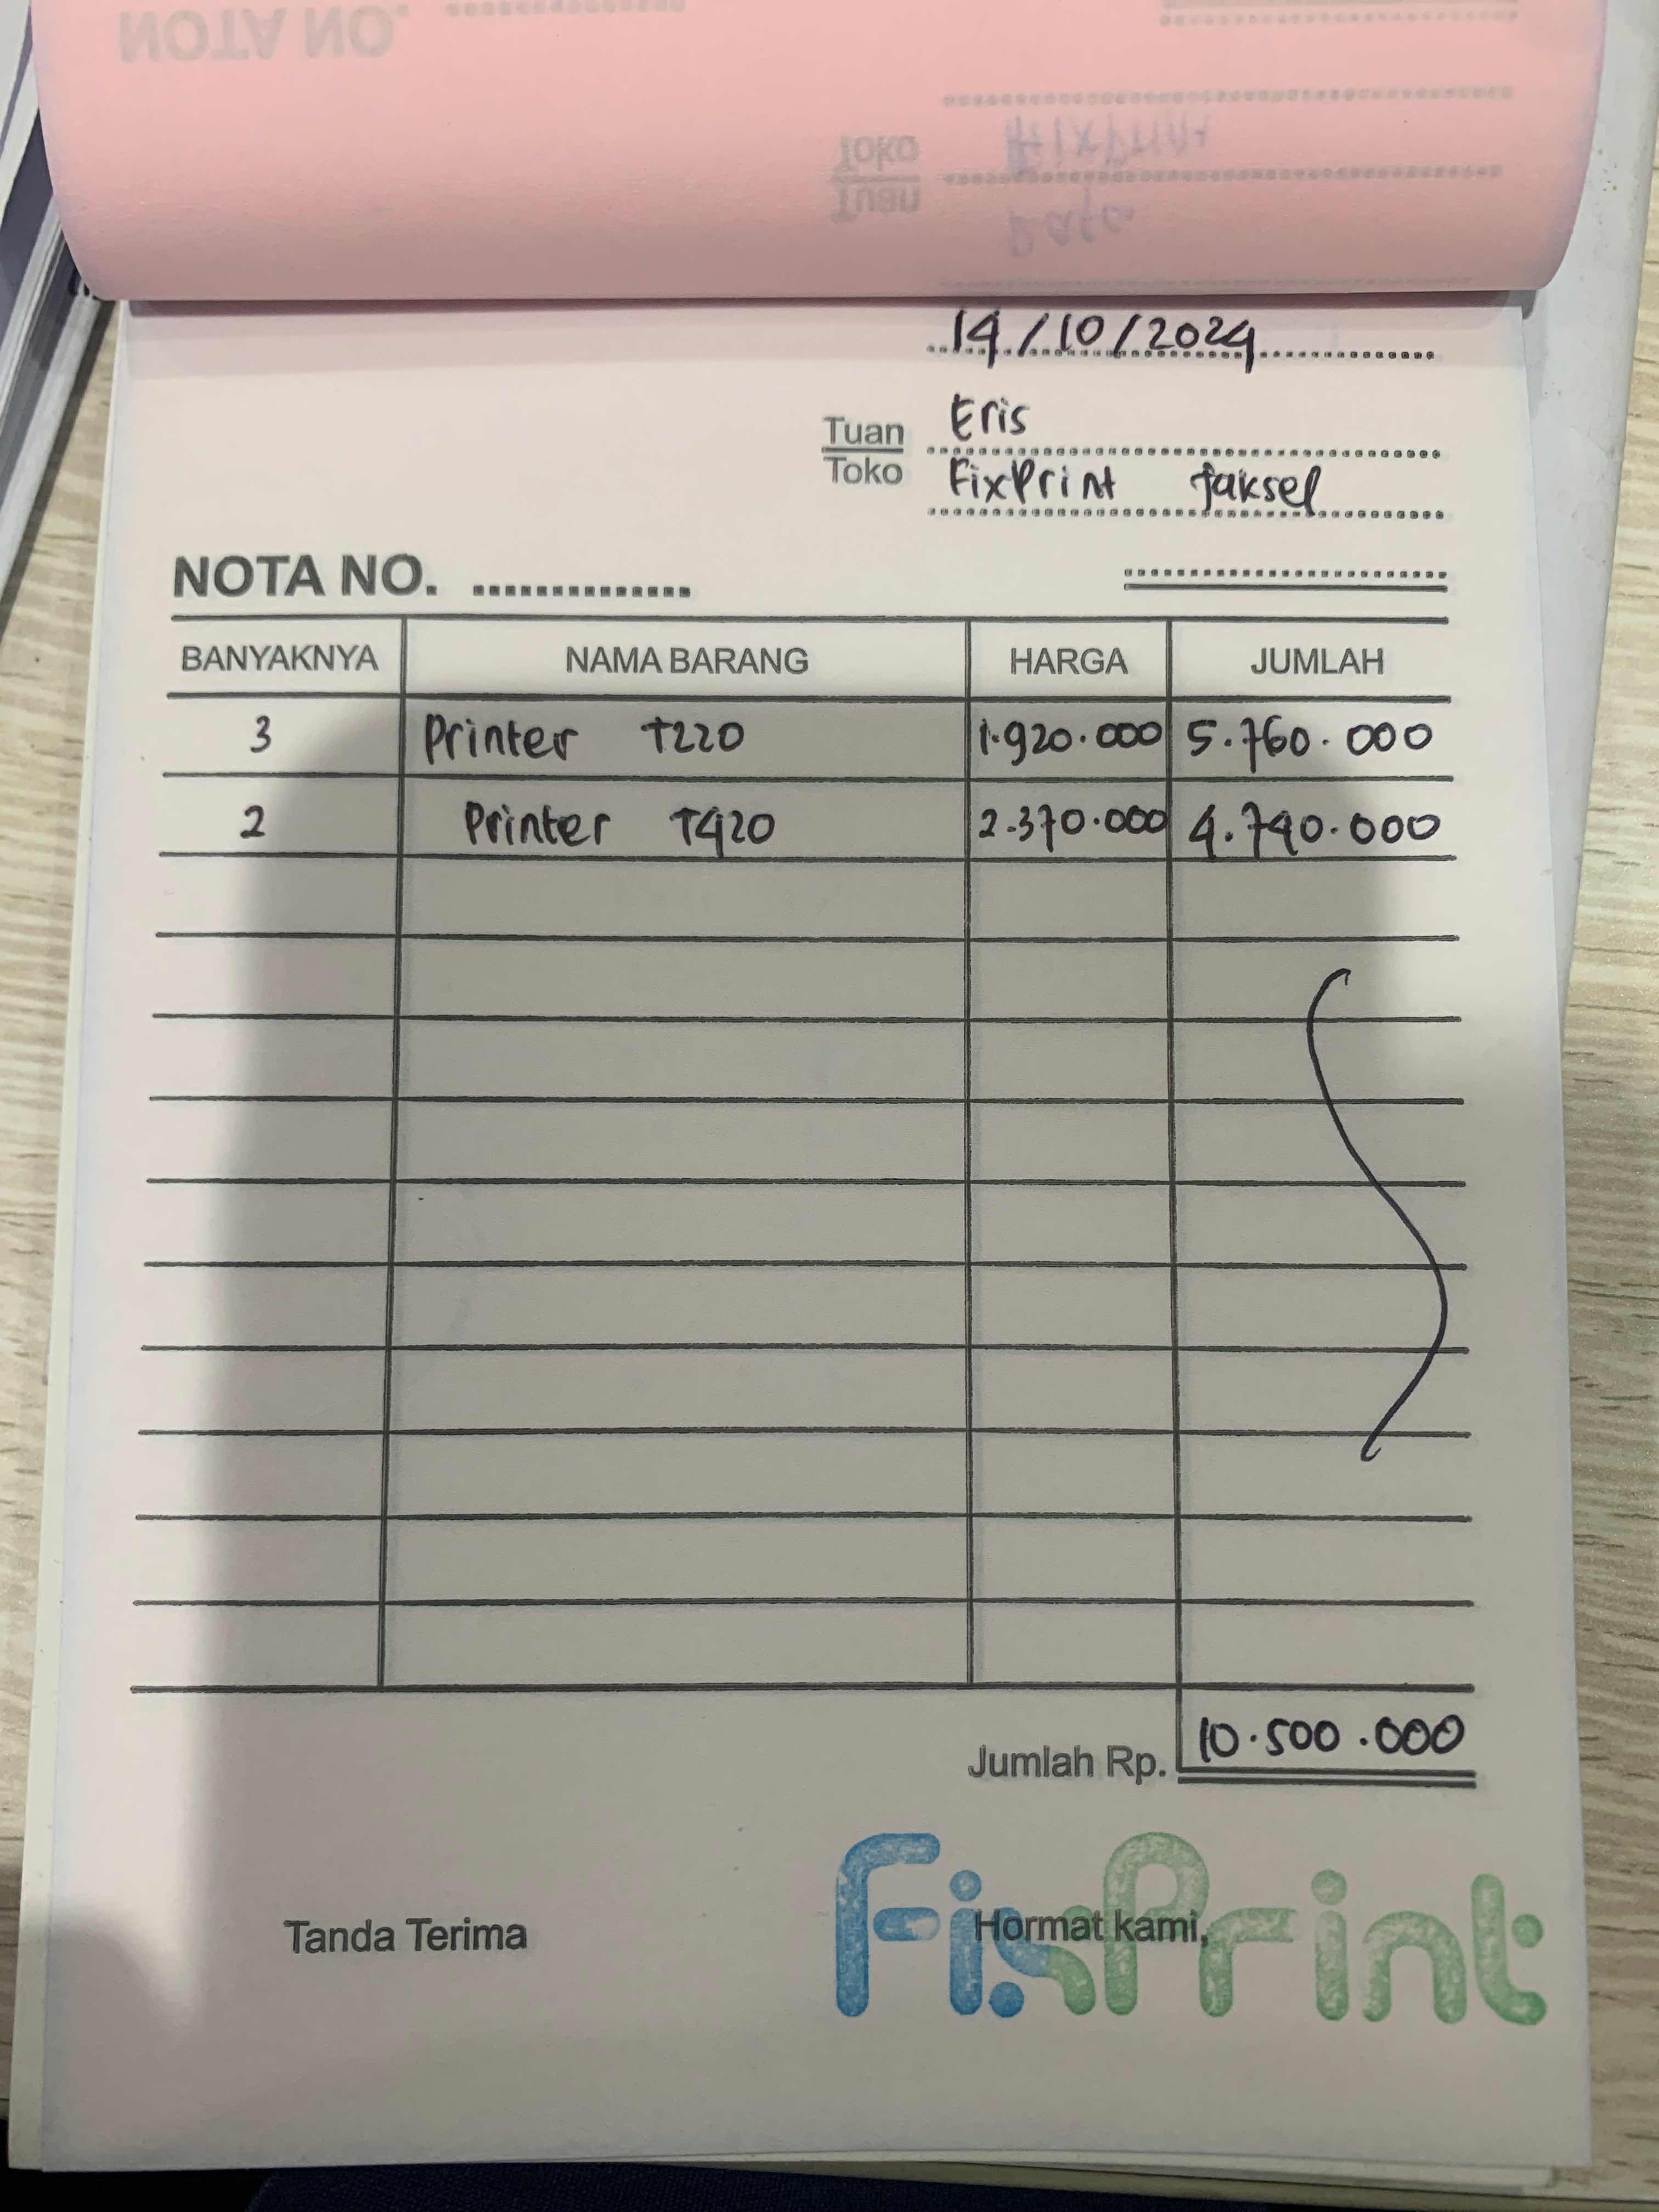 NOTA NO. ..............
Toko FixPrint
Tuan
14/10/2024
Tuan Eris
Toko FixPrint Jaksel
NOTA NO. ..............
BANYAKNYA NAMA BARANG HARGA JUMLAH
3 Printer T220 1.920.000 5.760.000
2 Printer T420 2.370.000 4.740.000
Jumlah Rp. 10.500.000
Tanda Terima Hormat kami,
FixPrint